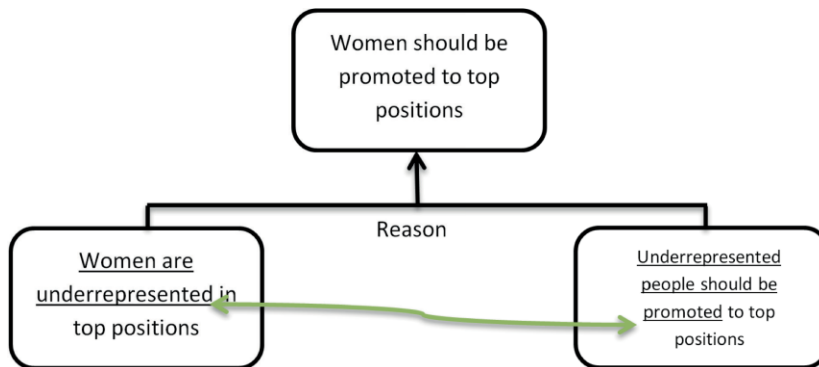 Women should be
promoted to top
positions
Reason
Women are
underrepresented in
top positions
Underrepresented
people should be
promoted to top
positions